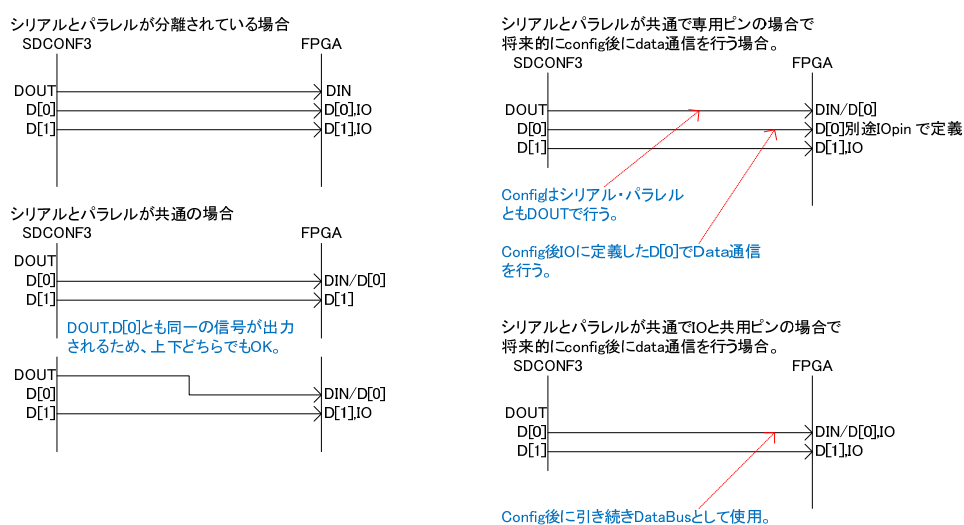 シリアルとパラレルが分離されている場合
SDCONF3 FPGA
DOUT DIN
D[0] D[0],IO
D[1] D[1],IO
シリアルとパラレルが共通の場合
SDCONF3 FPGA
DOUT
D[0] DIN/D[0]
D[1] D[1]
DOUT,D[0]とも同一の信号が出力
されるため、上下どちらでもOK。
DOUT
D[0] DIN/D[0]
D[1] D[1],IO
シリアルとパラレルが共通で専用ピンの場合で
将来的にconfig後にdata通信を行う場合。
SDCONF3 FPGA
DOUT DIN/D[0]
D[0] D[0]別途IOpin で定義
D[1] D[1],IO
Configはシリアル・パラレル
ともDOUTで行う。
Config後IOに定義したD[0]でData通信
を行う。
シリアルとパラレルが共通でIOと共用ピンの場合で
将来的にconfig後にdata通信を行う場合。
SDCONF3 FPGA
DOUT
D[0] DIN/D[0],IO
D[1] D[1],IO
Config後に引き続きDataBusとして使用。